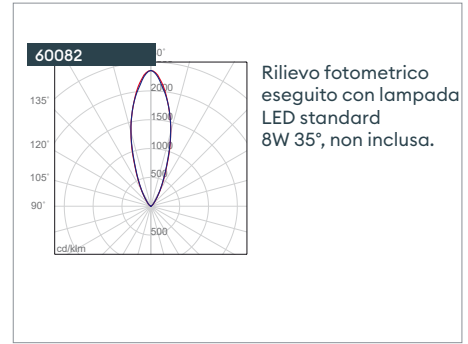 60082
0°
2000
135°
1500
120°
1000
105°
500
90°
500
cd/klm
Rilievo fotometrico
eseguito con lampada
LED standard
8W 35°, non inclusa.